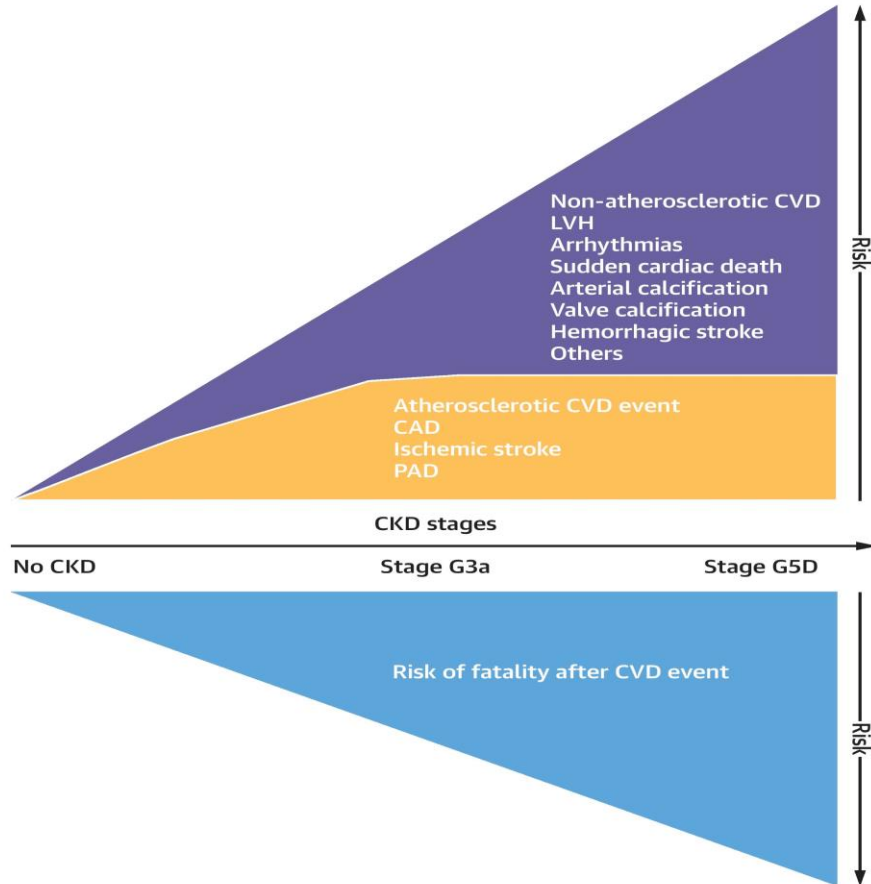 Non-atherosclerotic CVD
LVH
Arrhythmias
Sudden cardiac death
Arterial calcification
Valve calcification
Hemorrhagic stroke
Others
Risk
Atherosclerotic CVD event
CAD
Ischemic stroke
PAD
CKD stages
No CKD
Stage G3a
Stage G5D
Risk of fatality after CVD event
Risk